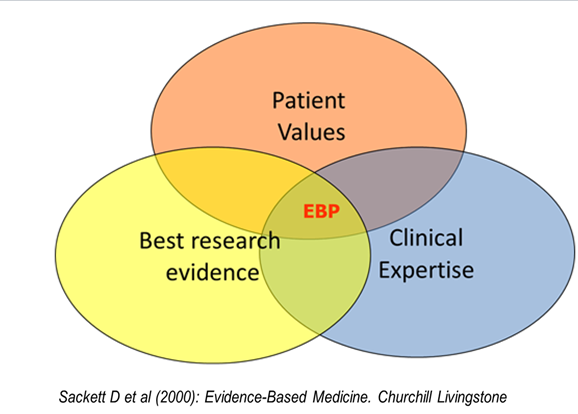 Patient
Values
EBP
Best research
evidence
Clinical
Expertise
Sackett D et al (2000): Evidence-Based Medicine. Churchill Livingstone